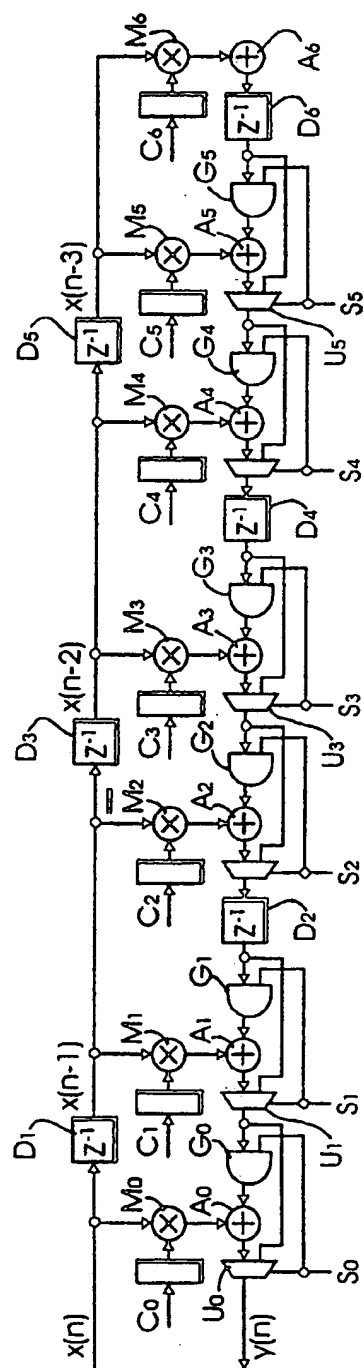 D1 D3 D5
x(n) Z-1 x(n-1) Z-1 x(n-2) Z-1 x(n-3)
M0 M1 M2 M3 M4 M5 M6
C0 C1 C2 C3 C4 C5 C6
A0 G0 A1 G1 A2 G2 A3 G3 A4 G4 A5 G5
U0 Z-1 Z-1 Z-1
y(n) D2 D4 D6 A6
U1 U3 U5
S0 S1 S2 S3 S4 S5